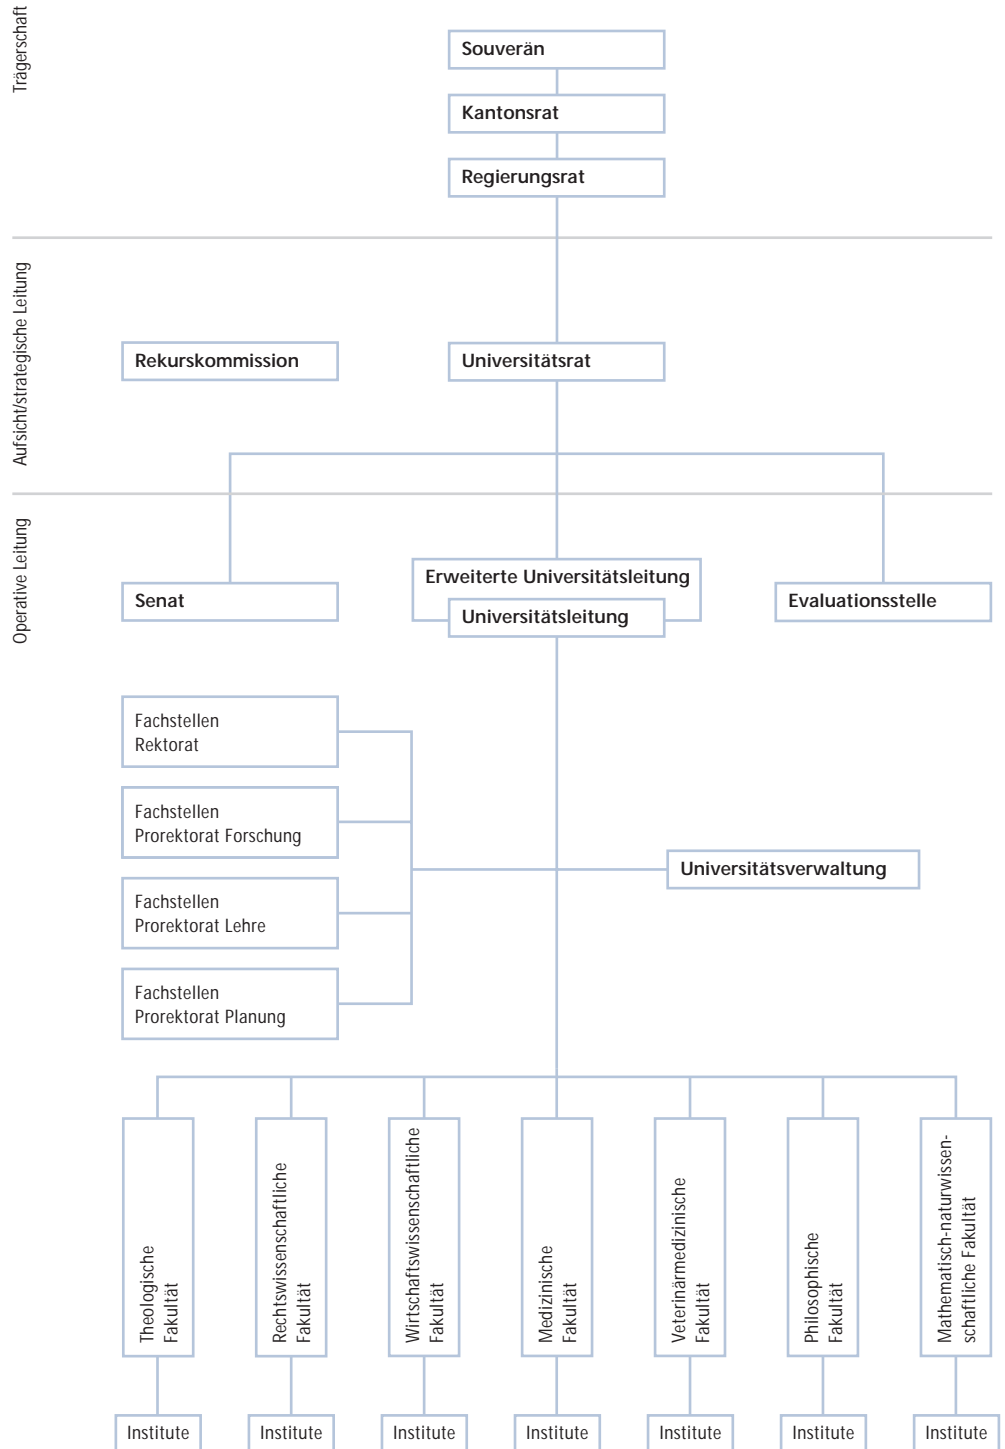 Trägerschaft
Souverän
Kantonsrat
Regierungsrat
Aufsicht/strategische Leitung
Rekurskommission
Universitätsrat
Operative Leitung
Erweiterte Universitätsleitung
Senat
Universitätsleitung
Evaluationsstelle
Fachstellen
Rektorat
Fachstellen
Prorektorat Forschung
Universitätsverwaltung
Fachstellen
Prorektorat Lehre
Fachstellen
Prorektorat Planung
Theologische
Fakultät
Rechtswissenschaftliche
Fakultät
Wirtschaftswissenschaftliche
Fakultät
Medizinische
Fakultät
Veterinärmedizinische
Fakultät
Philosophische
Fakultät
Mathematisch-naturwissen-
schaftliche Fakultät
Institute
Institute
Institute
Institute
Institute
Institute
Institute